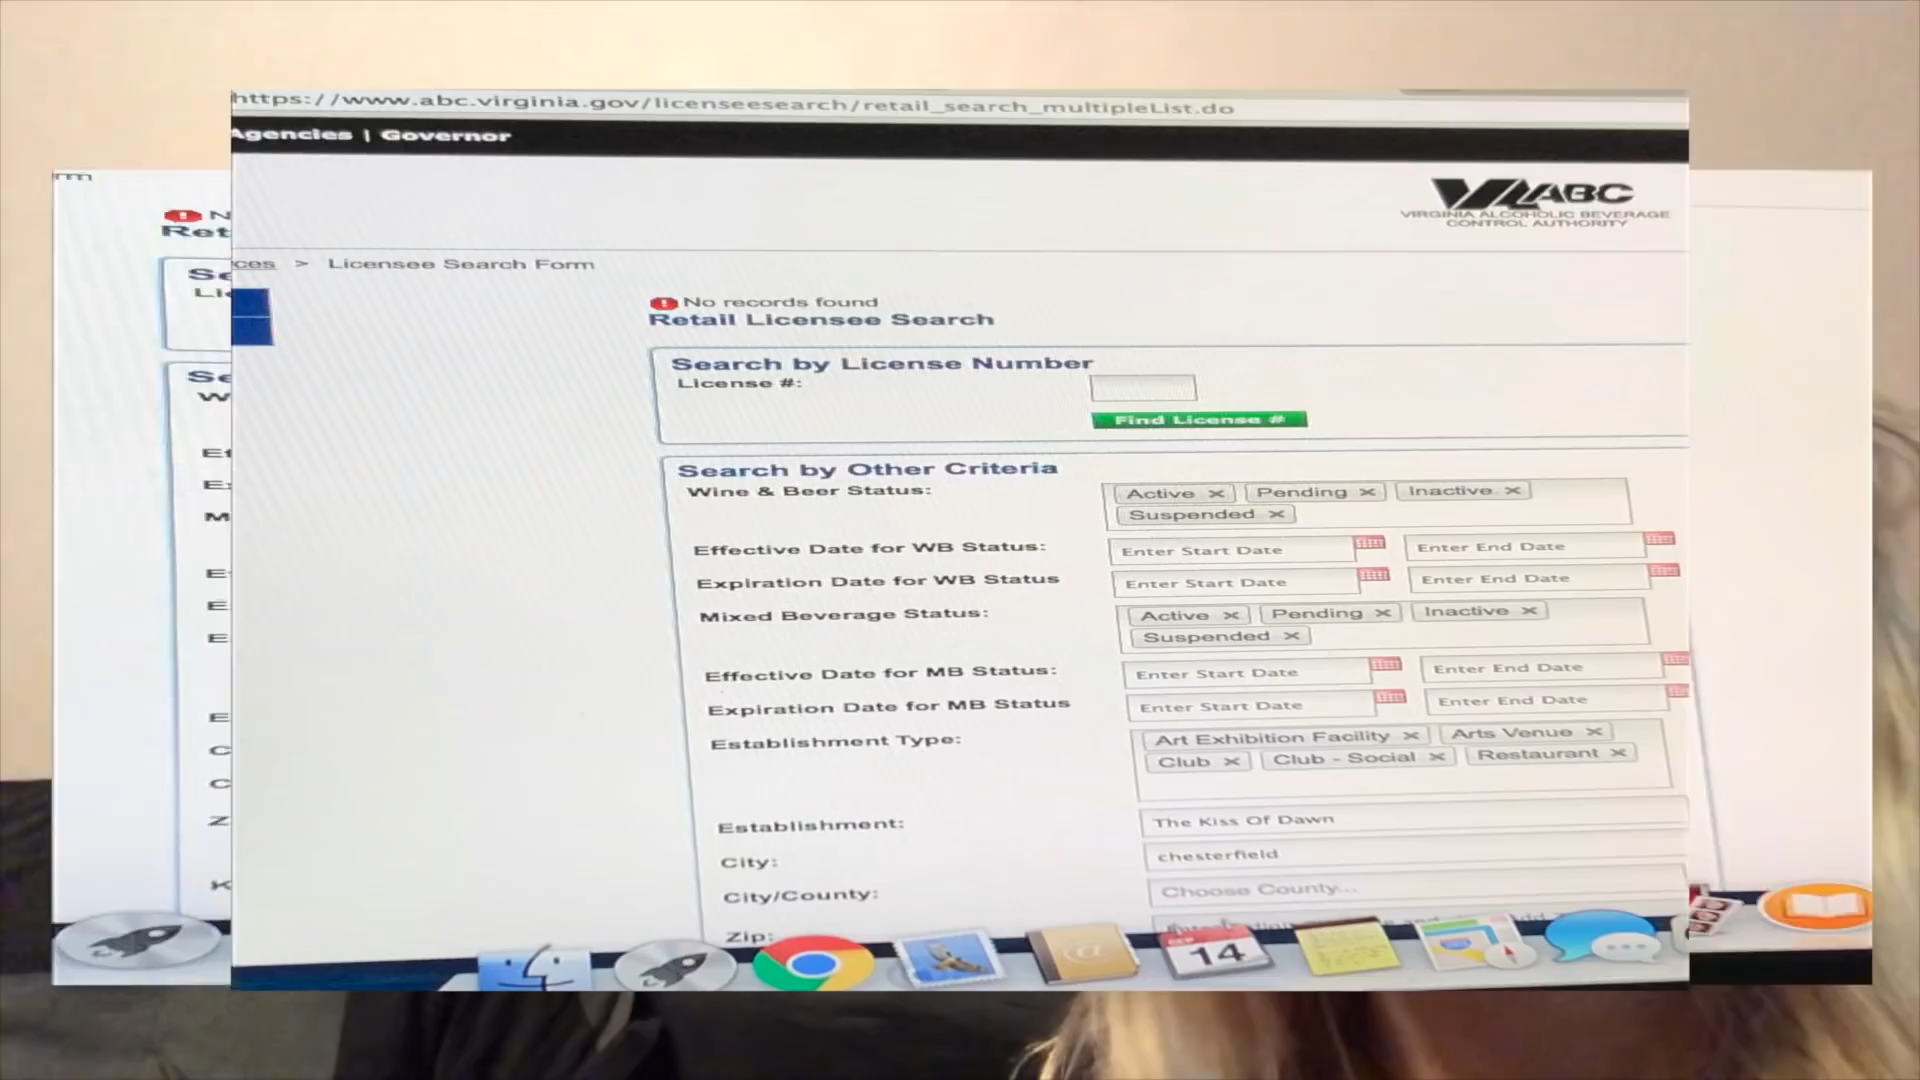 https://www.abc.virginia.gov/licenseesearch/retail_search_multipleList.do
Agencies | Governor
VABC
VIRGINIA ALCOHOLIC BEVERAGE
CONTROL AUTHORITY
ces > Licensee Search Form
No records found
Retail Licensee Search
Search by License Number
License #:
Find License #
Search by Other Criteria
Wine & Beer Status: Active × Pending × Inactive ×
Suspended ×
Effective Date for WB Status: Enter Start Date Enter End Date
Expiration Date for WB Status Enter Start Date Enter End Date
Mixed Beverage Status: Active × Pending × Inactive ×
Suspended ×
Effective Date for MB Status: Enter Start Date Enter End Date
Expiration Date for MB Status Enter Start Date Enter End Date
Establishment Type: Art Exhibition Facility × Arts Venue ×
Club × Club - Social × Restaurant ×
Establishment: The Kiss Of Dawn
City: chesterfield
City/County: Choose County...
Zip:
SEP
14